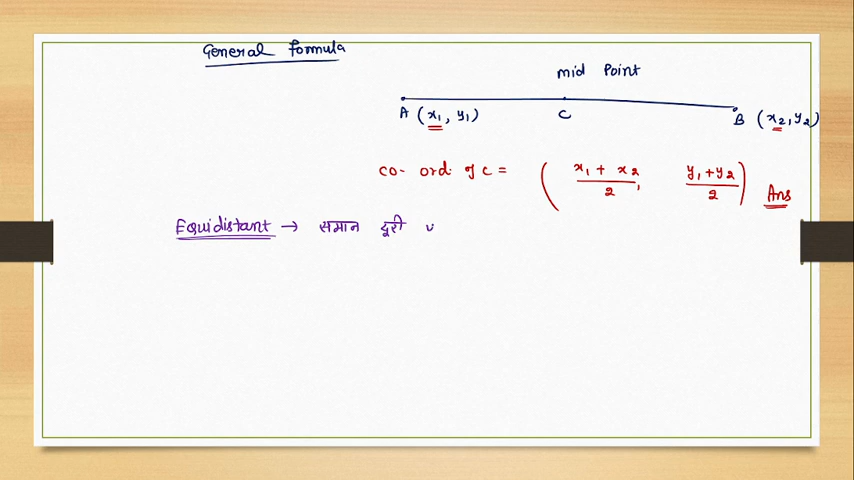 General formula
mid Point
A (x₁, y₁) C B (x₂, y₂)
co-ord. of c = ( x₁ + x₂ / 2, y₁ + y₂ / 2 ) Ans
Equidistant → समान दूरी